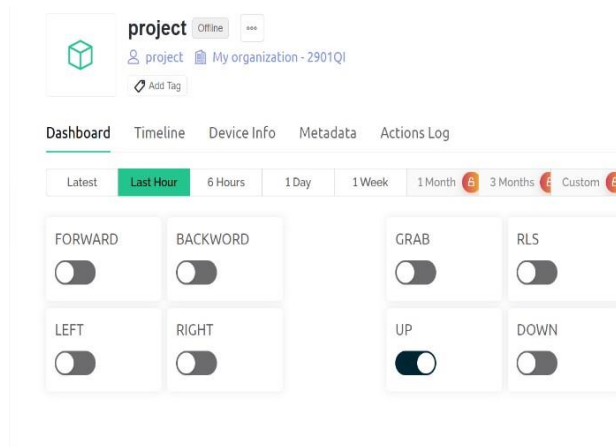 project Offline
project My organization - 2901QI
Add Tag
Dashboard Timeline Device Info Metadata Actions Log
Latest Last Hour 6 Hours 1 Day 1 Week 1 Month 3 Months Custom
FORWARD BACKWORD GRAB RLS
LEFT RIGHT UP DOWN